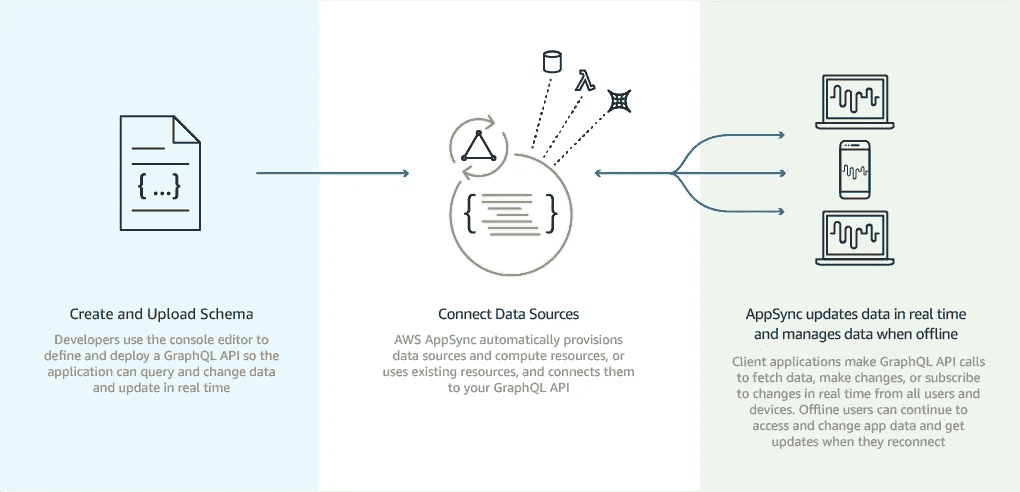 { ... }
{ }
λ
Create and Upload Schema
Developers use the console editor to
define and deploy a GraphQL API so the
application can query and change data
and update in real time
Connect Data Sources
AWS AppSync automatically provisions
data sources and compute resources, or
uses existing resources, and connects them
to your GraphQL API
AppSync updates data in real time
and manages data when offline
Client applications make GraphQL API calls
to fetch data, make changes, or subscribe
to changes in real time from all users and
devices. Offline users can continue to
access and change app data and get
updates when they reconnect